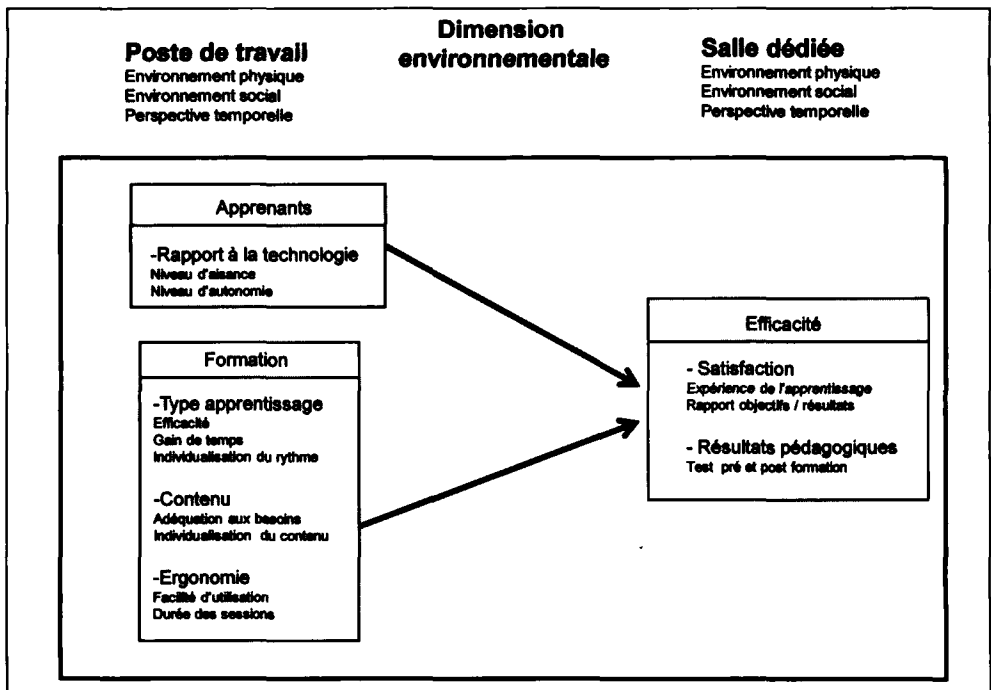 Dimension
environnementale
Poste de travail
Environnement physique
Environnement social
Perspective temporelle
Salle dédiée
Environnement physique
Environnement social
Perspective temporelle
Apprenants
-Rapport à la technologie
Niveau d'aisance
Niveau d'autonomie
Formation
-Type apprentissage
Efficacité
Gain de temps
Individualisation du rythme
-Contenu
Adéquation aux besoins
Individualisation du contenu
-Ergonomie
Facilité d'utilisation
Durée des sessions
Efficacité
- Satisfaction
Expérience de l'apprentissage
Rapport objectifs / résultats
- Résultats pédagogiques
Test pré et post formation